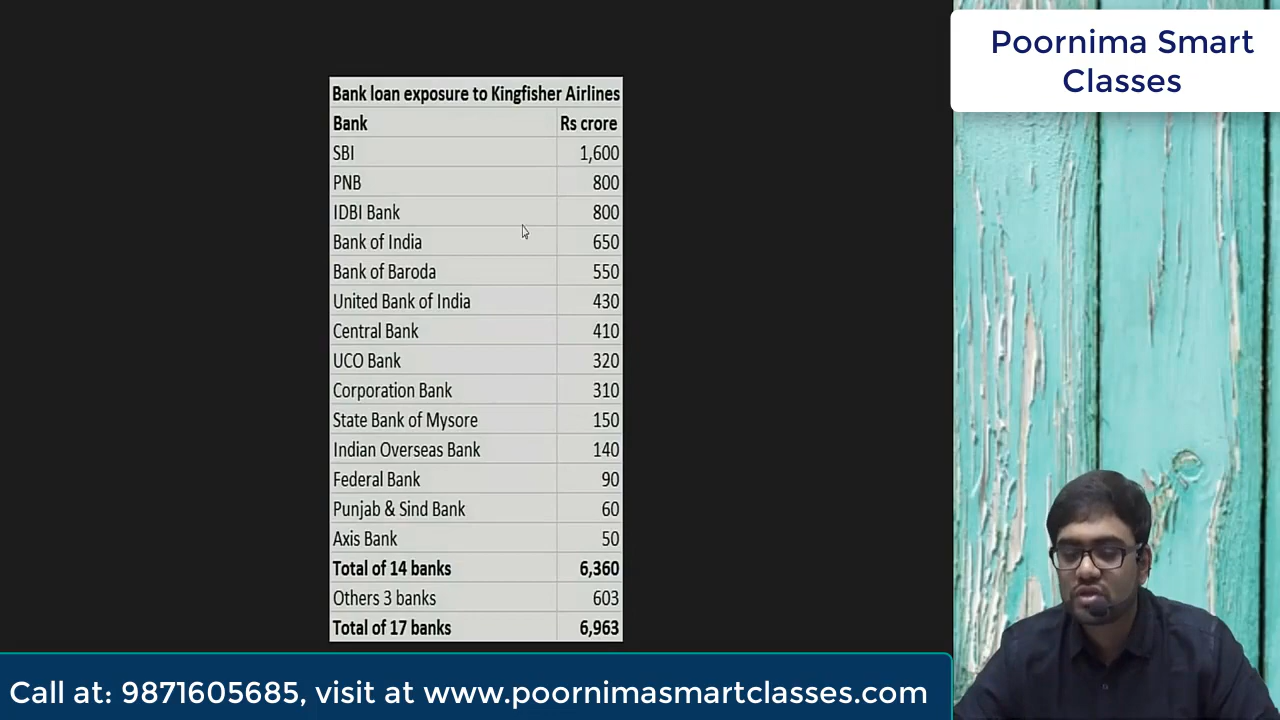 Poornima Smart
Classes
Bank loan exposure to Kingfisher Airlines
Bank Rs crore
SBI 1,600
PNB 800
IDBI Bank 800
Bank of India 650
Bank of Baroda 550
United Bank of India 430
Central Bank 410
UCO Bank 320
Corporation Bank 310
State Bank of Mysore 150
Indian Overseas Bank 140
Federal Bank 90
Punjab & Sind Bank 60
Axis Bank 50
Total of 14 banks 6,360
Others 3 banks 603
Total of 17 banks 6,963
Call at: 9871605685, visit at www.poornimasmartclasses.com